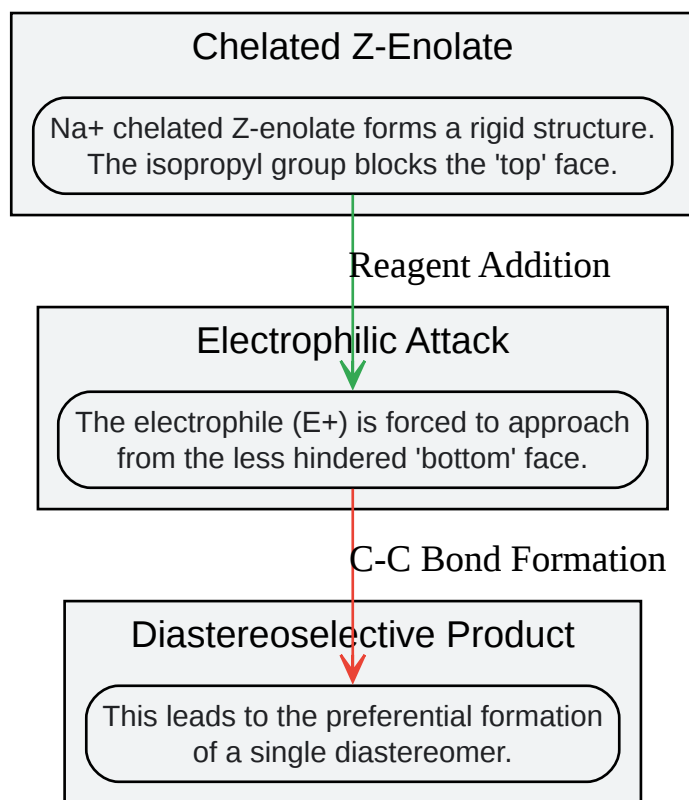 Chelated Z-Enolate
Na+ chelated Z-enolate forms a rigid structure.
The isopropyl group blocks the 'top' face.
Reagent Addition
Electrophilic Attack
The electrophile (E+) is forced to approach
from the less hindered 'bottom' face.
C-C Bond Formation
Diastereoselective Product
This leads to the preferential formation
of a single diastereomer.